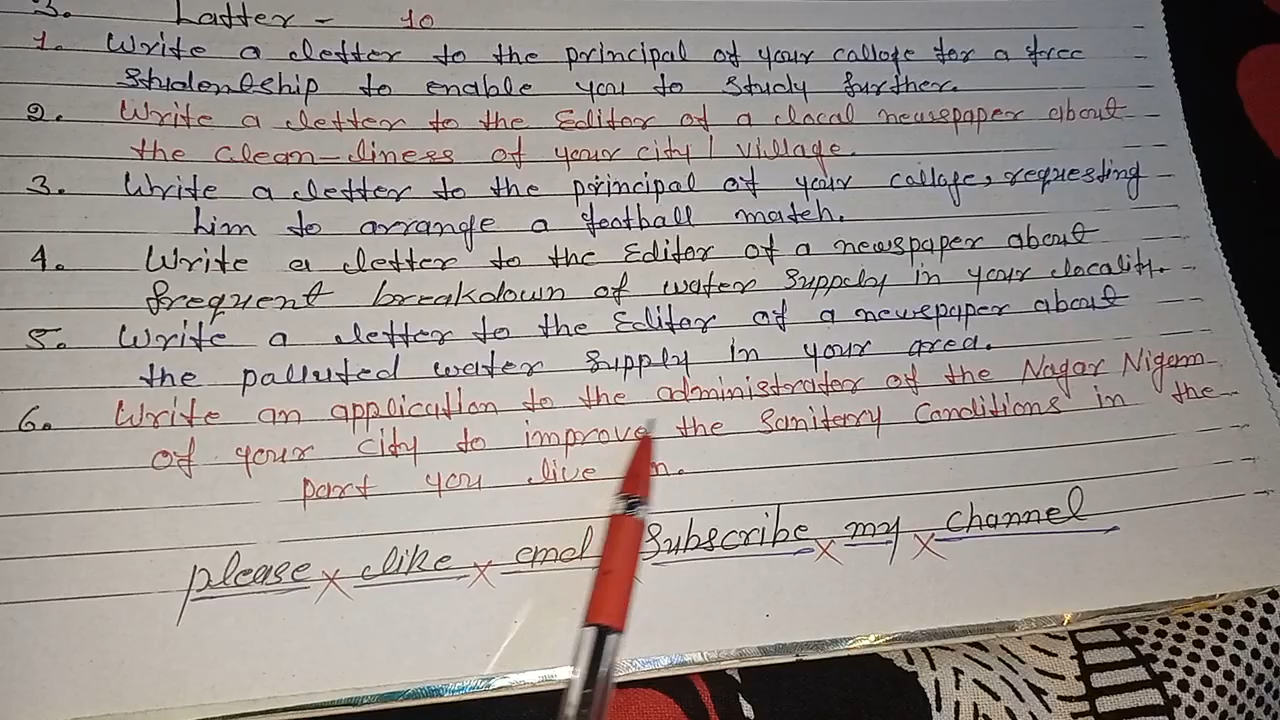 3. Latter - 10
1. Write a letter to the principal of your collage for a free
studentship to enable you to study further.
2. Write a letter to the Editor of a local newspaper about
the clean-liness of your city / village.
3. Write a letter to the principal of your collage, requesting
him to arrange a football match.
4. Write a letter to the Editor of a newspaper about
frequent breakdown of water supply in your locality.
5. Write a letter to the Editor of a newspaper about
the palluted water supply in your area.
6. Write an application to the administrater of the Nagar Nigam
of your city to improve the Sanitary Conditions in the
part you live in.
please x like x and Subscribe x my x channel